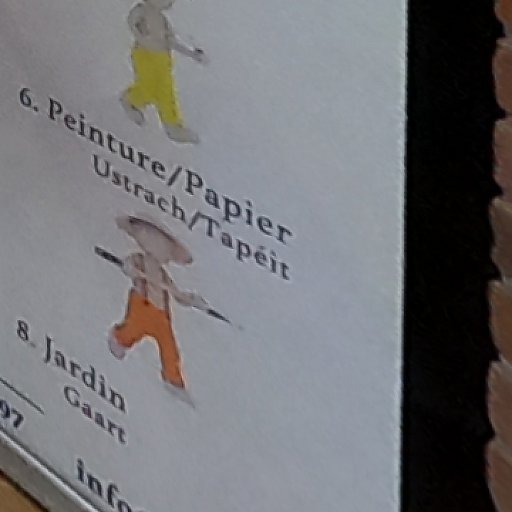 6. Peinture/Papier
Ustrach/Tapéit
8. Jardin
Gaart
97
info